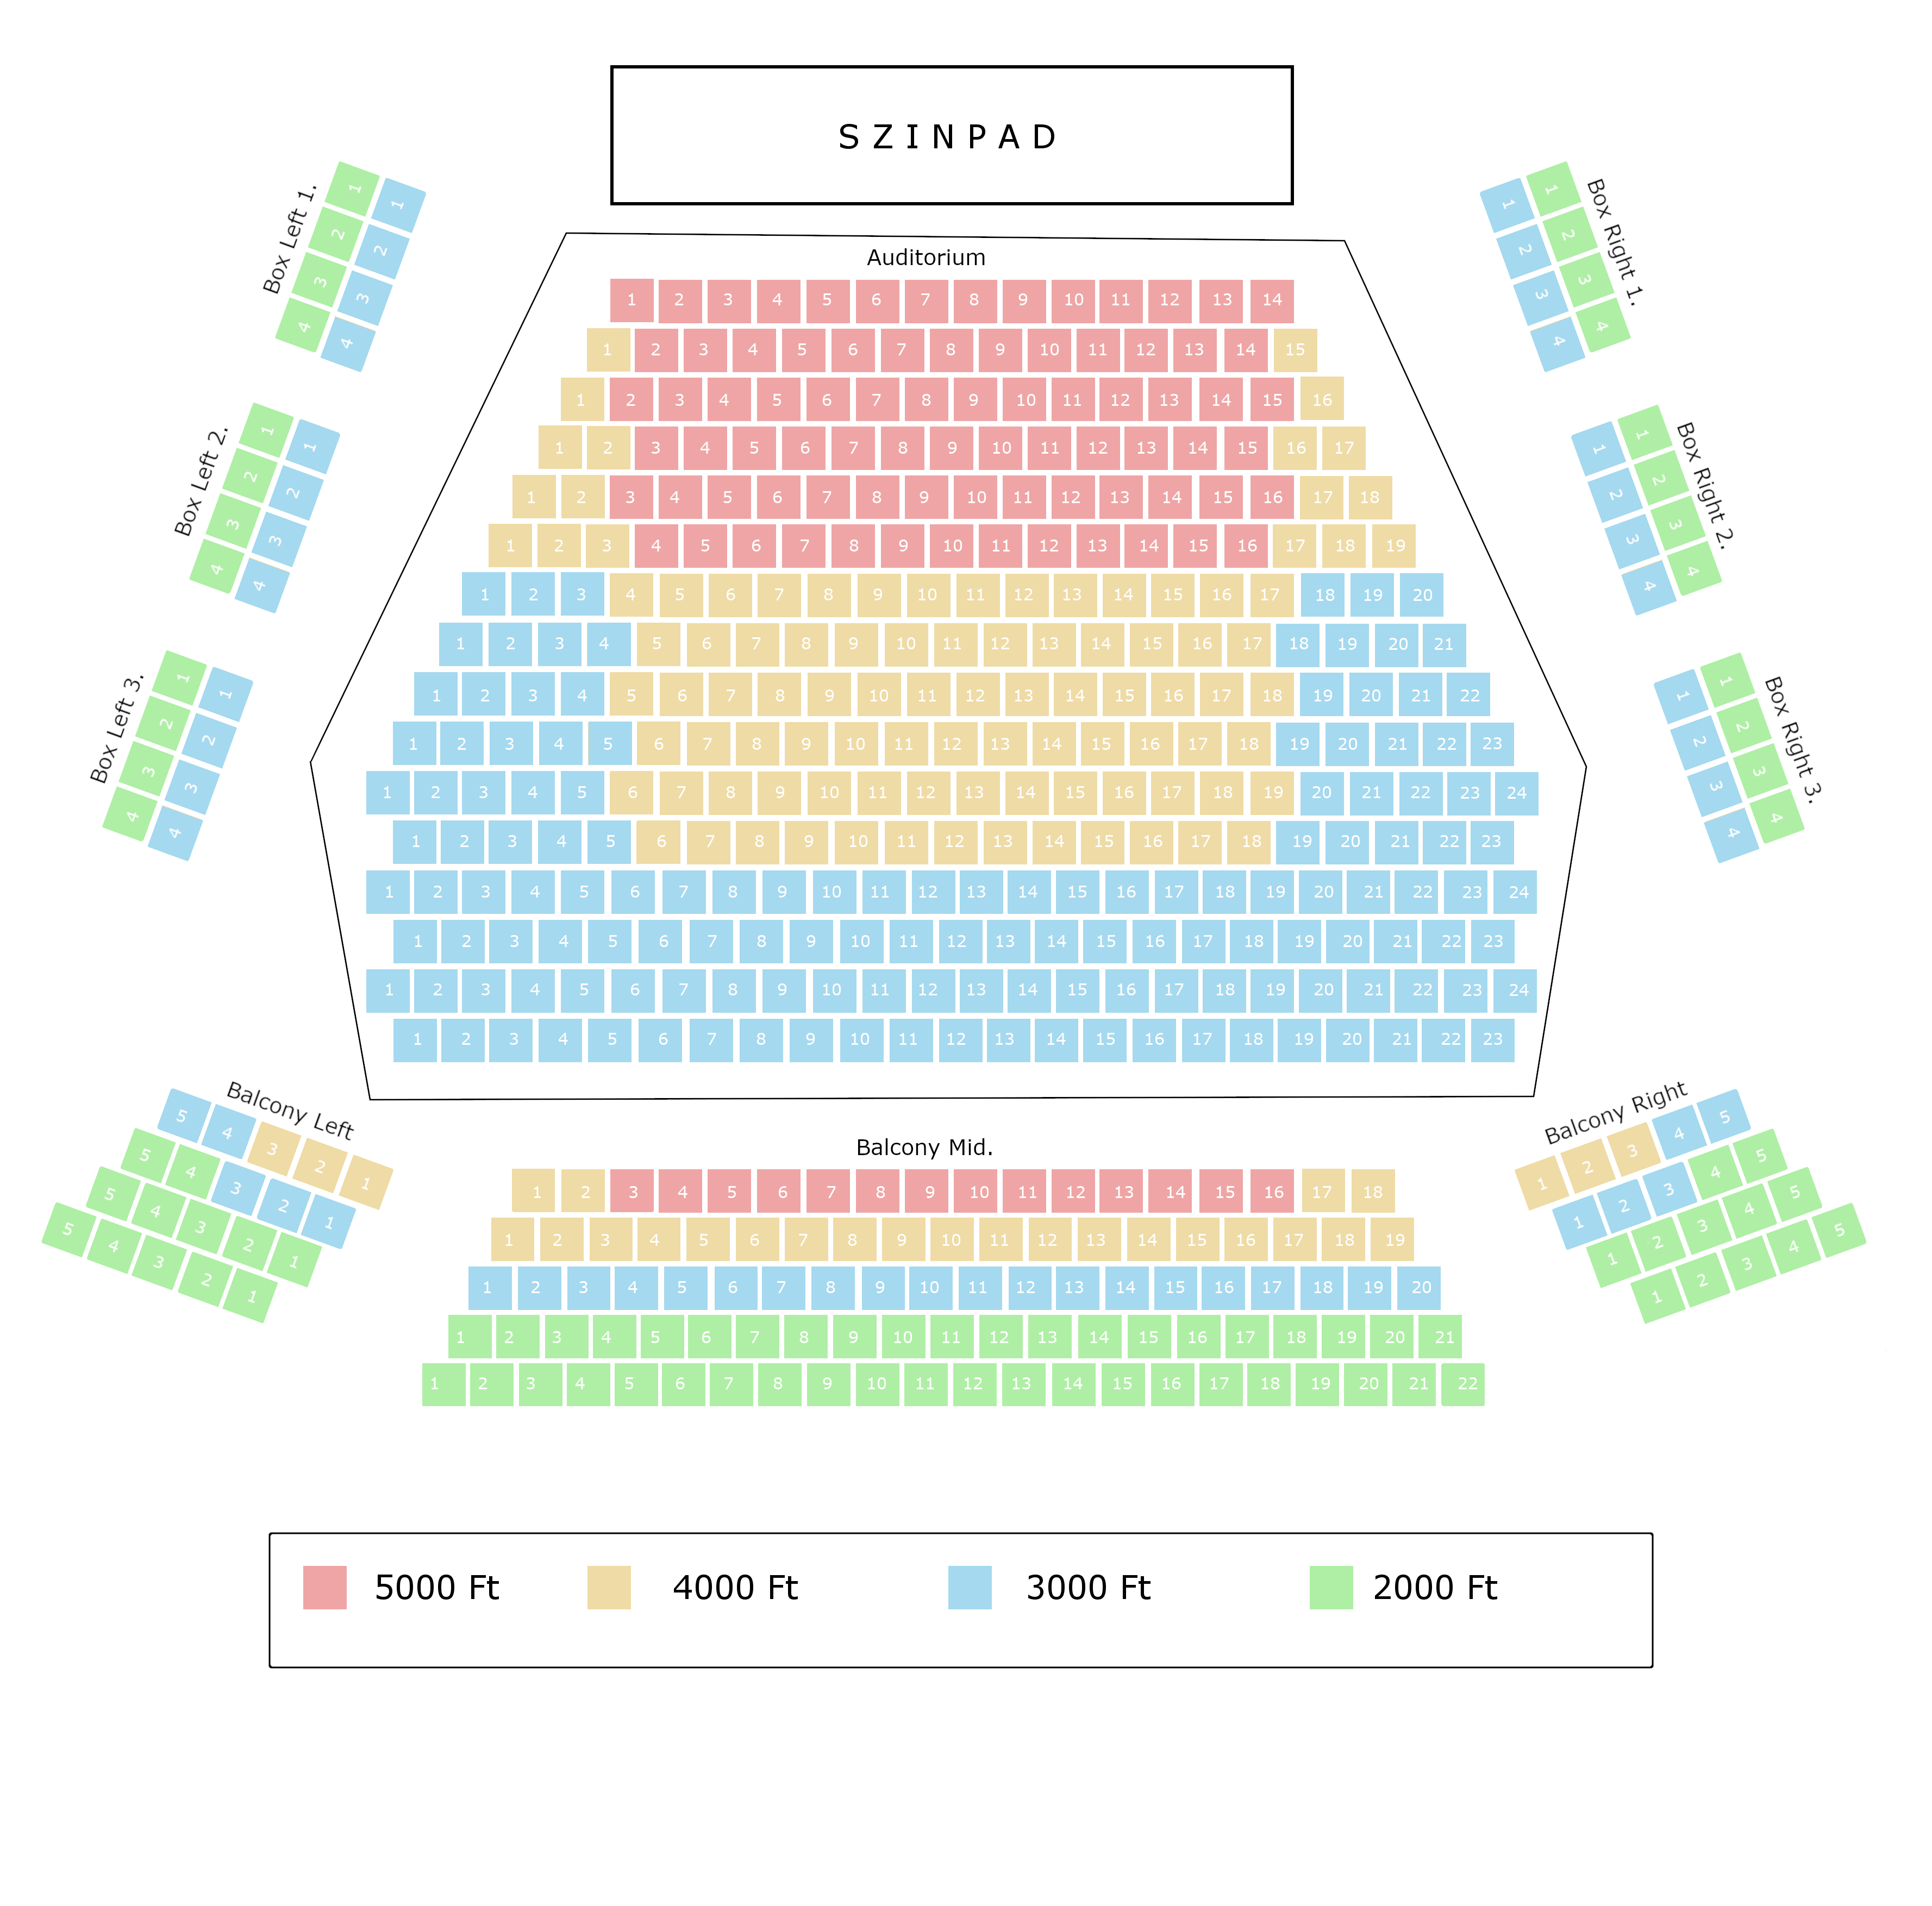 SZINPAD
Auditorium
1 2 3 4 5 6 7 8 9 10 11 12 13 14
1 2 3 4 5 6 7 8 9 10 11 12 13 14 15
1 2 3 4 5 6 7 8 9 10 11 12 13 14 15 16
1 2 3 4 5 6 7 8 9 10 11 12 13 14 15 16 17
1 2 3 4 5 6 7 8 9 10 11 12 13 14 15 16 17 18
1 2 3 4 5 6 7 8 9 10 11 12 13 14 15 16 17 18 19
1 2 3 4 5 6 7 8 9 10 11 12 13 14 15 16 17 18 19 20
1 2 3 4 5 6 7 8 9 10 11 12 13 14 15 16 17 18 19 20 21
1 2 3 4 5 6 7 8 9 10 11 12 13 14 15 16 17 18 19 20 21 22
1 2 3 4 5 6 7 8 9 10 11 12 13 14 15 16 17 18 19 20 21 22 23
1 2 3 4 5 6 7 8 9 10 11 12 13 14 15 16 17 18 19 20 21 22 23 24
1 2 3 4 5 6 7 8 9 10 11 12 13 14 15 16 17 18 19 20 21 22 23
1 2 3 4 5 6 7 8 9 10 11 12 13 14 15 16 17 18 19 20 21 22 23 24
1 2 3 4 5 6 7 8 9 10 11 12 13 14 15 16 17 18 19 20 21 22 23
1 2 3 4 5 6 7 8 9 10 11 12 13 14 15 16 17 18 19 20 21 22 23 24
1 2 3 4 5 6 7 8 9 10 11 12 13 14 15 16 17 18 19 20 21 22 23
Box Left 1.
1 2 3 4
1 2 3 4
Box Left 2.
1 2 3 4
1 2 3 4
Box Left 3.
1 2 3 4
1 2 3 4
Box Right 1.
1 2 3 4
1 2 3 4
Box Right 2.
1 2 3 4
1 2 3 4
Box Right 3.
1 2 3 4
1 2 3 4
Balcony Left
5 4 3 2 1
5 4 3 2 1
5 4 3 2 1
5 4 3 2 1
Balcony Mid.
1 2 3 4 5 6 7 8 9 10 11 12 13 14 15 16 17 18
1 2 3 4 5 6 7 8 9 10 11 12 13 14 15 16 17 18 19
1 2 3 4 5 6 7 8 9 10 11 12 13 14 15 16 17 18 19 20
1 2 3 4 5 6 7 8 9 10 11 12 13 14 15 16 17 18 19 20 21
1 2 3 4 5 6 7 8 9 10 11 12 13 14 15 16 17 18 19 20 21 22
Balcony Right
1 2 3 4 5
1 2 3 4 5
1 2 3 4 5
1 2 3 4 5
5000 Ft 4000 Ft 3000 Ft 2000 Ft